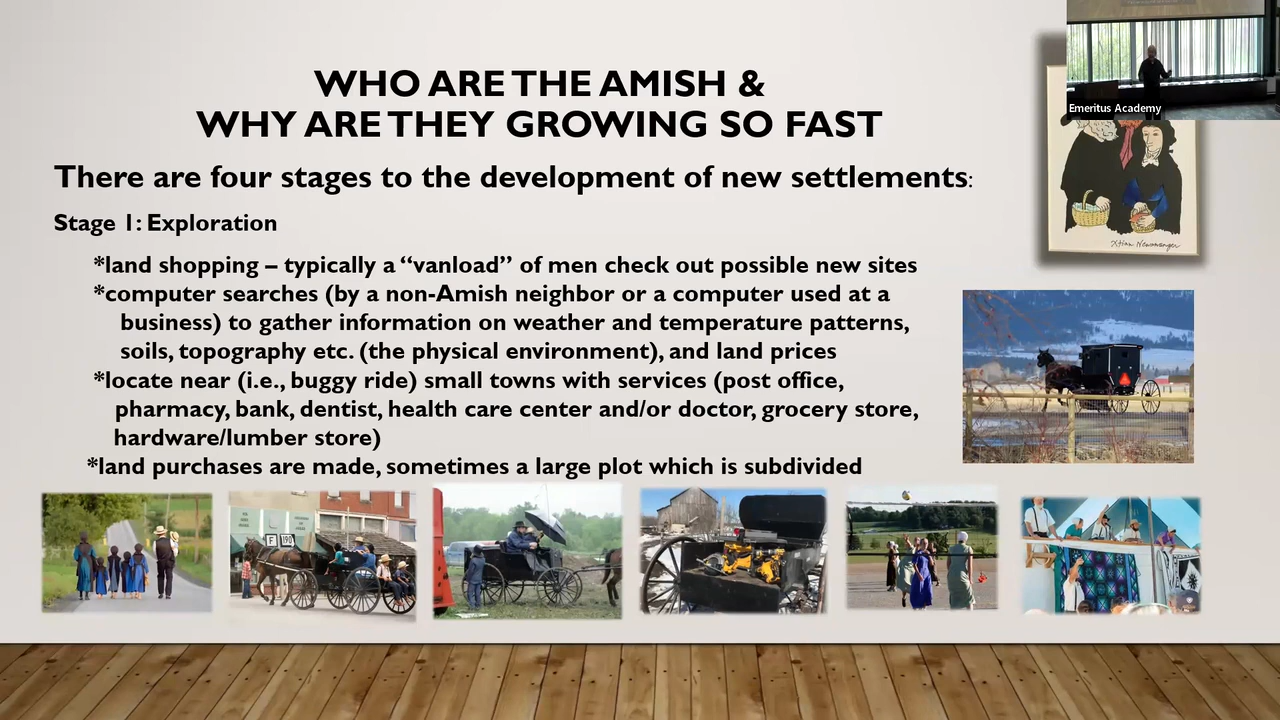 WHO ARE THE AMISH &
WHY ARE THEY GROWING SO FAST
There are four stages to the development of new settlements:
Stage 1: Exploration
*land shopping – typically a “vanload” of men check out possible new sites
*computer searches (by a non-Amish neighbor or a computer used at a
business) to gather information on weather and temperature patterns,
soils, topography etc. (the physical environment), and land prices
*locate near (i.e., buggy ride) small towns with services (post office,
pharmacy, bank, dentist, health care center and/or doctor, grocery store,
hardware/lumber store)
*land purchases are made, sometimes a large plot which is subdivided
Emeritus Academy
Xtian Newswanger
F 190